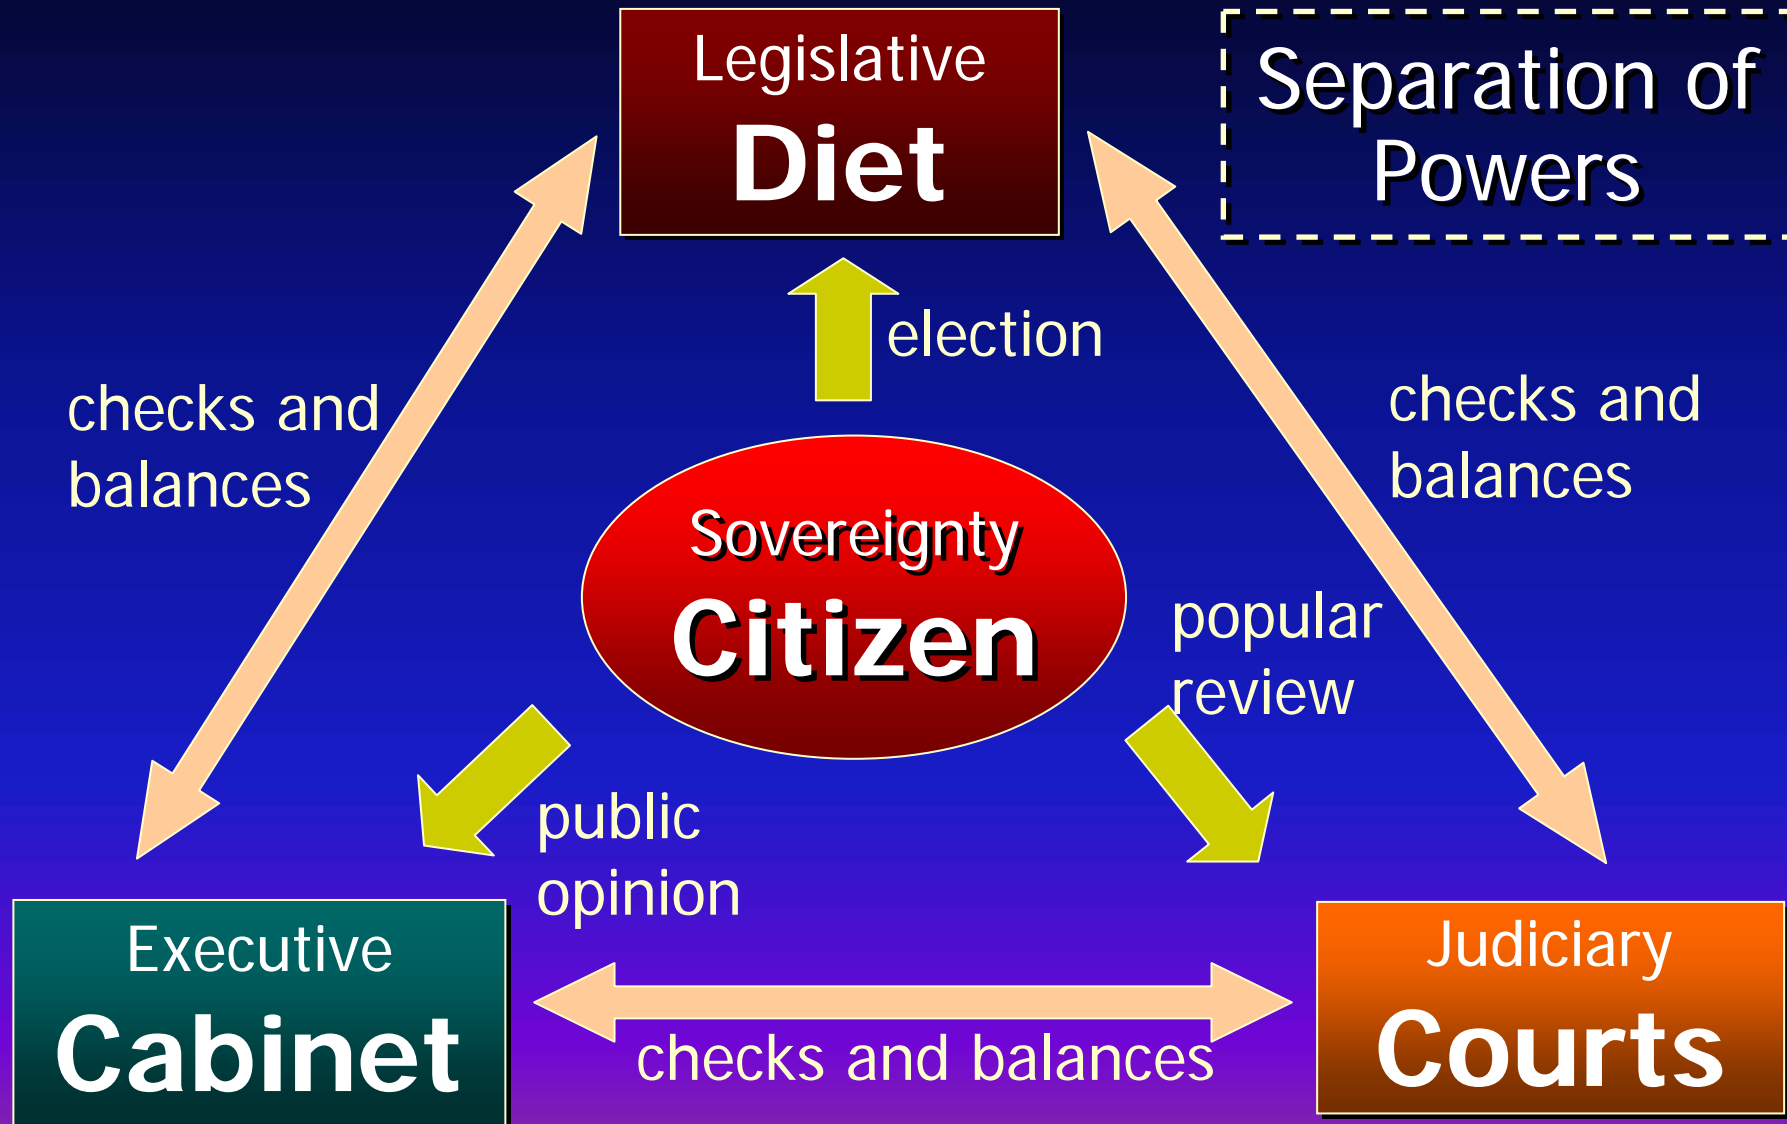 Legislative
Diet
Separation of
Powers
election
checks and
balances
checks and
balances
Sovereignty
Citizen
popular
review
public
opinion
Executive
Cabinet
checks and balances
Judiciary
Courts